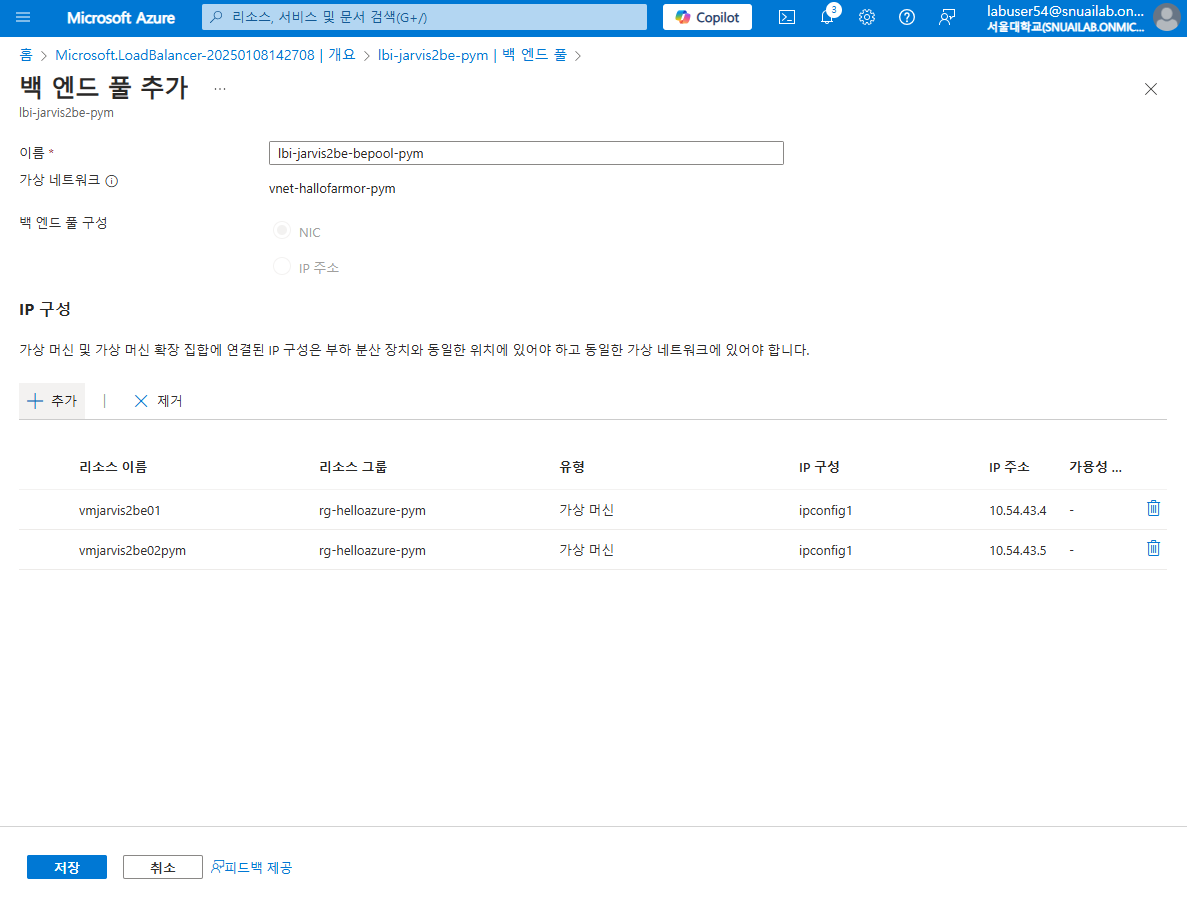 Microsoft Azure
리소스, 서비스 및 문서 검색(G+/)
Copilot
3
labuser54@snuailab.on...
서울대학교(SNUAILAB.ONMIC...
홈 > Microsoft.LoadBalancer-20250108142708 | 개요 > lbi-jarvis2be-pym | 백 엔드 풀 >
백 엔드 풀 추가 ...
lbi-jarvis2be-pym
이름 * lbi-jarvis2be-bepool-pym
가상 네트워크 vnet-hallofarmor-pym
백 엔드 풀 구성 NIC
IP 주소
IP 구성
가상 머신 및 가상 머신 확장 집합에 연결된 IP 구성은 부하 분산 장치와 동일한 위치에 있어야 하고 동일한 가상 네트워크에 있어야 합니다.
추가 | 제거
리소스 이름 리소스 그룹 유형 IP 구성 IP 주소 가용성 ...
vmjarvis2be01 rg-helloazure-pym 가상 머신 ipconfig1 10.54.43.4 -
vmjarvis2be02pym rg-helloazure-pym 가상 머신 ipconfig1 10.54.43.5 -
저장 취소 피드백 제공